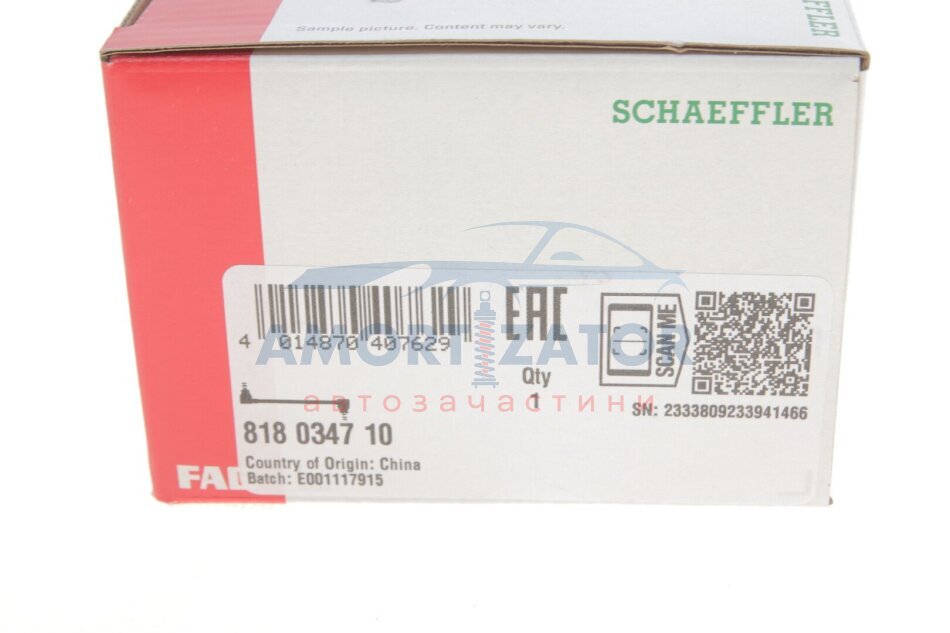 Sample picture. Content may vary.
FFLER
SCHAEFFLER
EAC
4 014870 407629
AMORTIZATOR
автозачастини
SCAN ME
Qty
1
SN: 2333809233941466
818 0347 10
Country of Origin: China
Batch: E001117915
FA